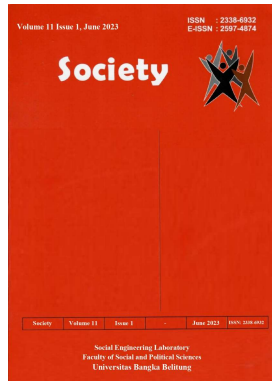 Volume 11 Issue 1, June 2023
ISSN : 2338-6932
E-ISSN : 2597-4874
Society
Society Volume 11 Issue 1 - June 2023 ISSN: 2338-6932
Social Engineering Laboratory
Faculty of Social and Political Sciences
Universitas Bangka Belitung